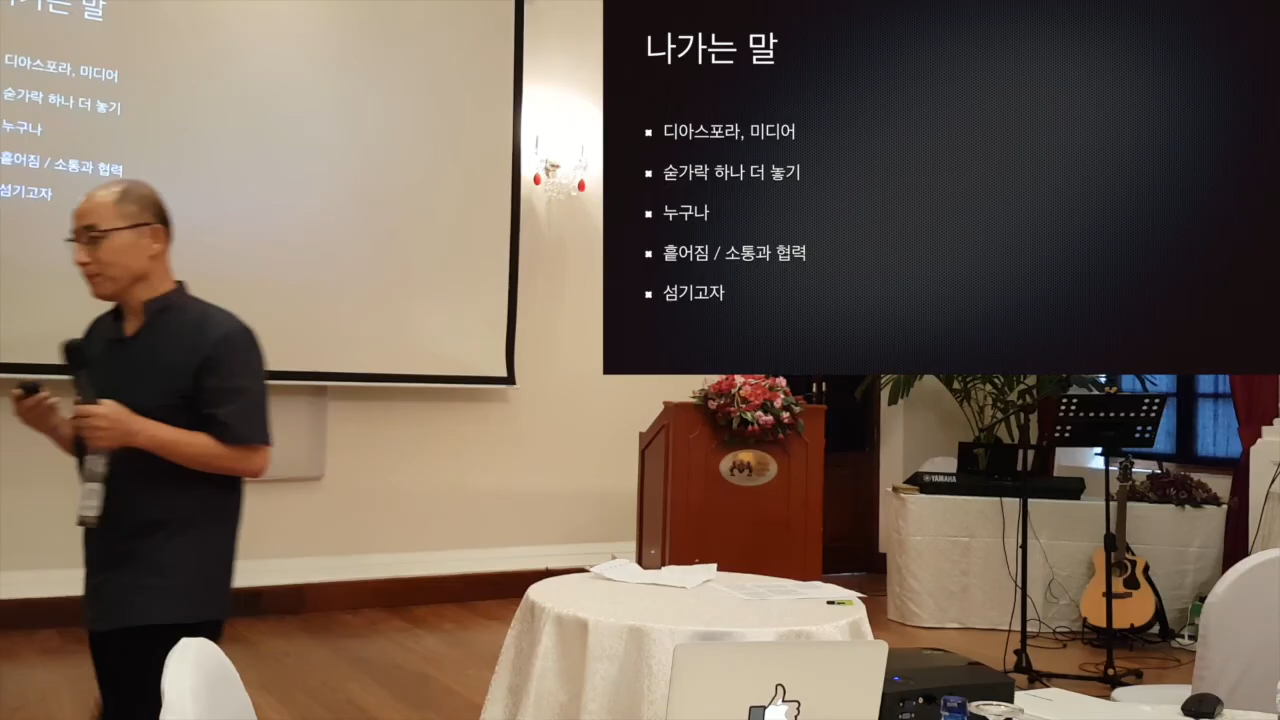 가는 말
디아스포라, 미디어
숟가락 하나 더 놓기
누구나
흩어짐 / 소통과 협력
섬기고자
나가는 말
디아스포라, 미디어
숟가락 하나 더 놓기
누구나
흩어짐 / 소통과 협력
섬기고자
YAMAHA